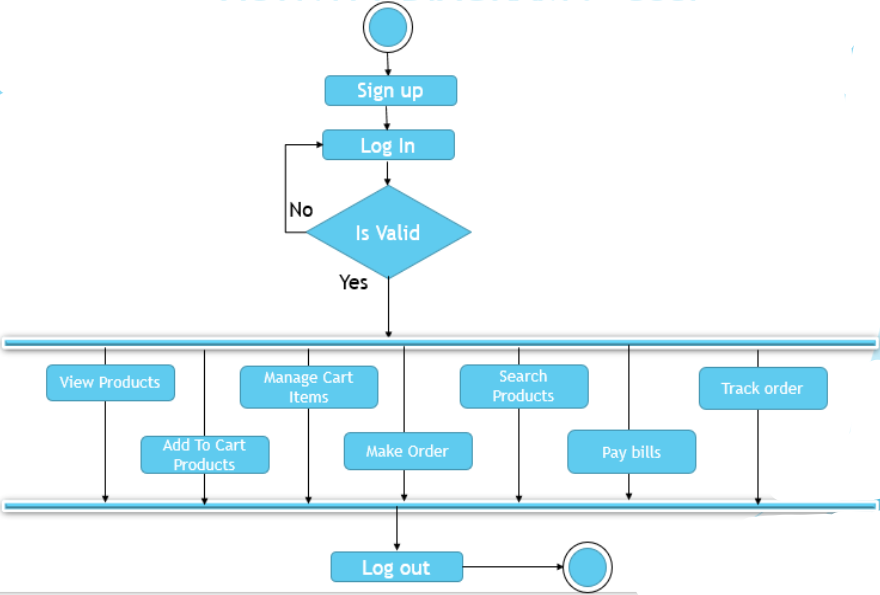 Sign up
Log In
No
Is Valid
Yes
View Products
Manage Cart
Items
Search
Products
Track order
Add To Cart
Products
Make Order
Pay bills
Log out